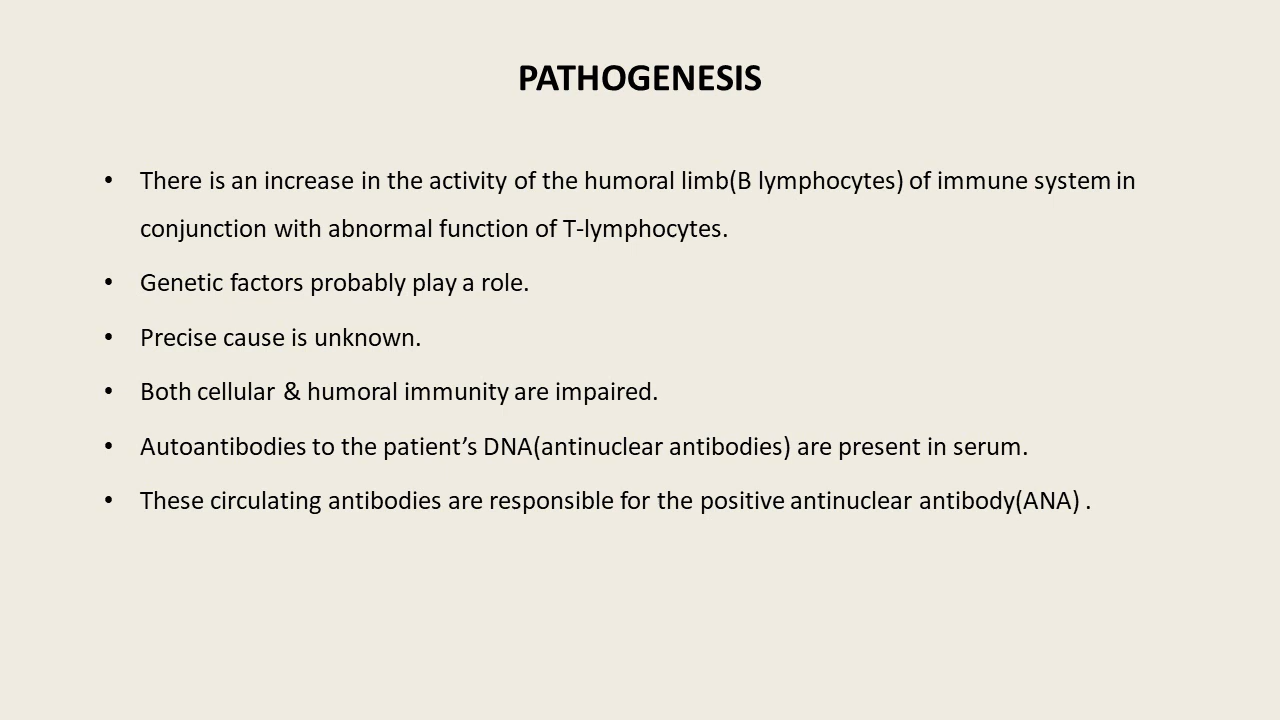 PATHOGENESIS
• There is an increase in the activity of the humoral limb(B lymphocytes) of immune system in
conjunction with abnormal function of T-lymphocytes.
• Genetic factors probably play a role.
• Precise cause is unknown.
• Both cellular & humoral immunity are impaired.
• Autoantibodies to the patient’s DNA(antinuclear antibodies) are present in serum.
• These circulating antibodies are responsible for the positive antinuclear antibody(ANA) .